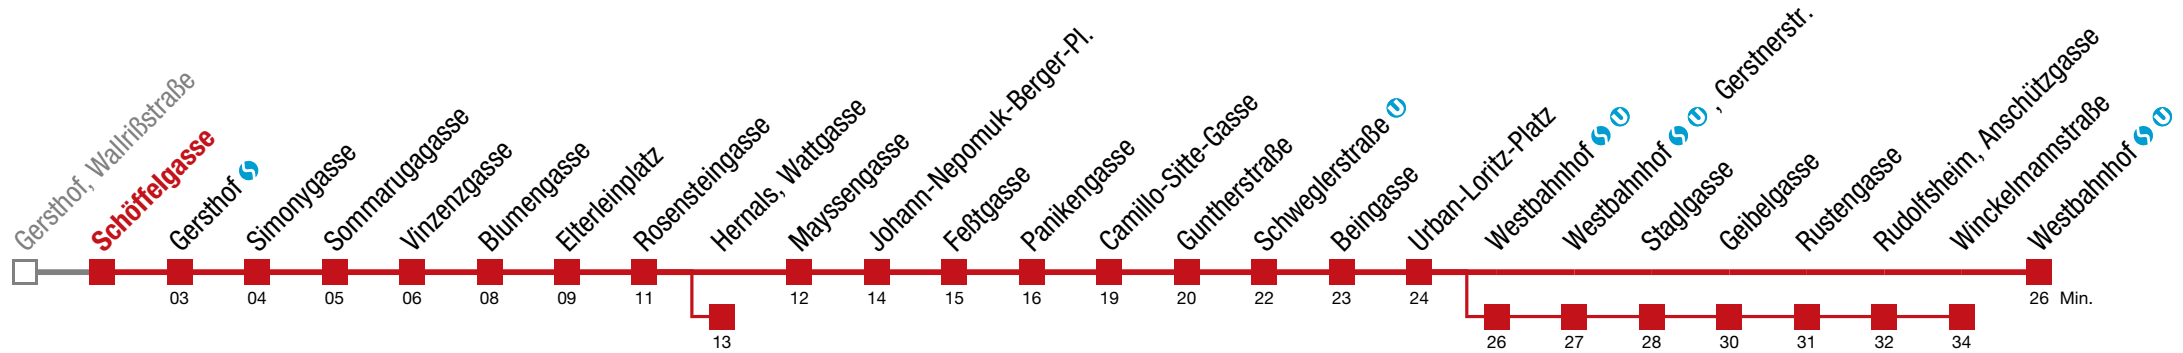 Gersthof, Wallrißstraße
Schöffelgasse
Gersthof S
Simonygasse
Sommarugagasse
Vinzenzgasse
Blumengasse
Elterleinplatz
Rosensteingasse
Hernals, Wattgasse
Mayssengasse
Johann-Nepomuk-Berger-Pl.
Feßtgasse
Panikengasse
Camillo-Sitte-Gasse
Guntherstraße
Schweglerstraße U
Beingasse
Urban-Loritz-Platz
Westbahnhof S U
Westbahnhof S U , Gerstnerstr.
Staglgasse
Geibelgasse
Rustengasse
Rudolfsheim, Anschützgasse
Winckelmannstraße
Westbahnhof S U
03 04 05 06 08 09 11 12 14 15 16 19 20 22 23 24 26 Min.
13 26 27 28 30 31 32 34